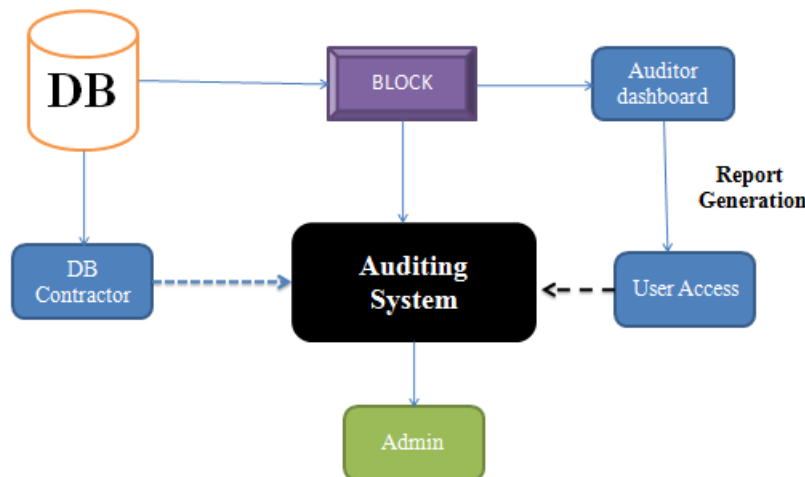 DB
BLOCK
Auditor
dashboard
Report
Generation
DB
Contractor
Auditing
System
User Access
Admin